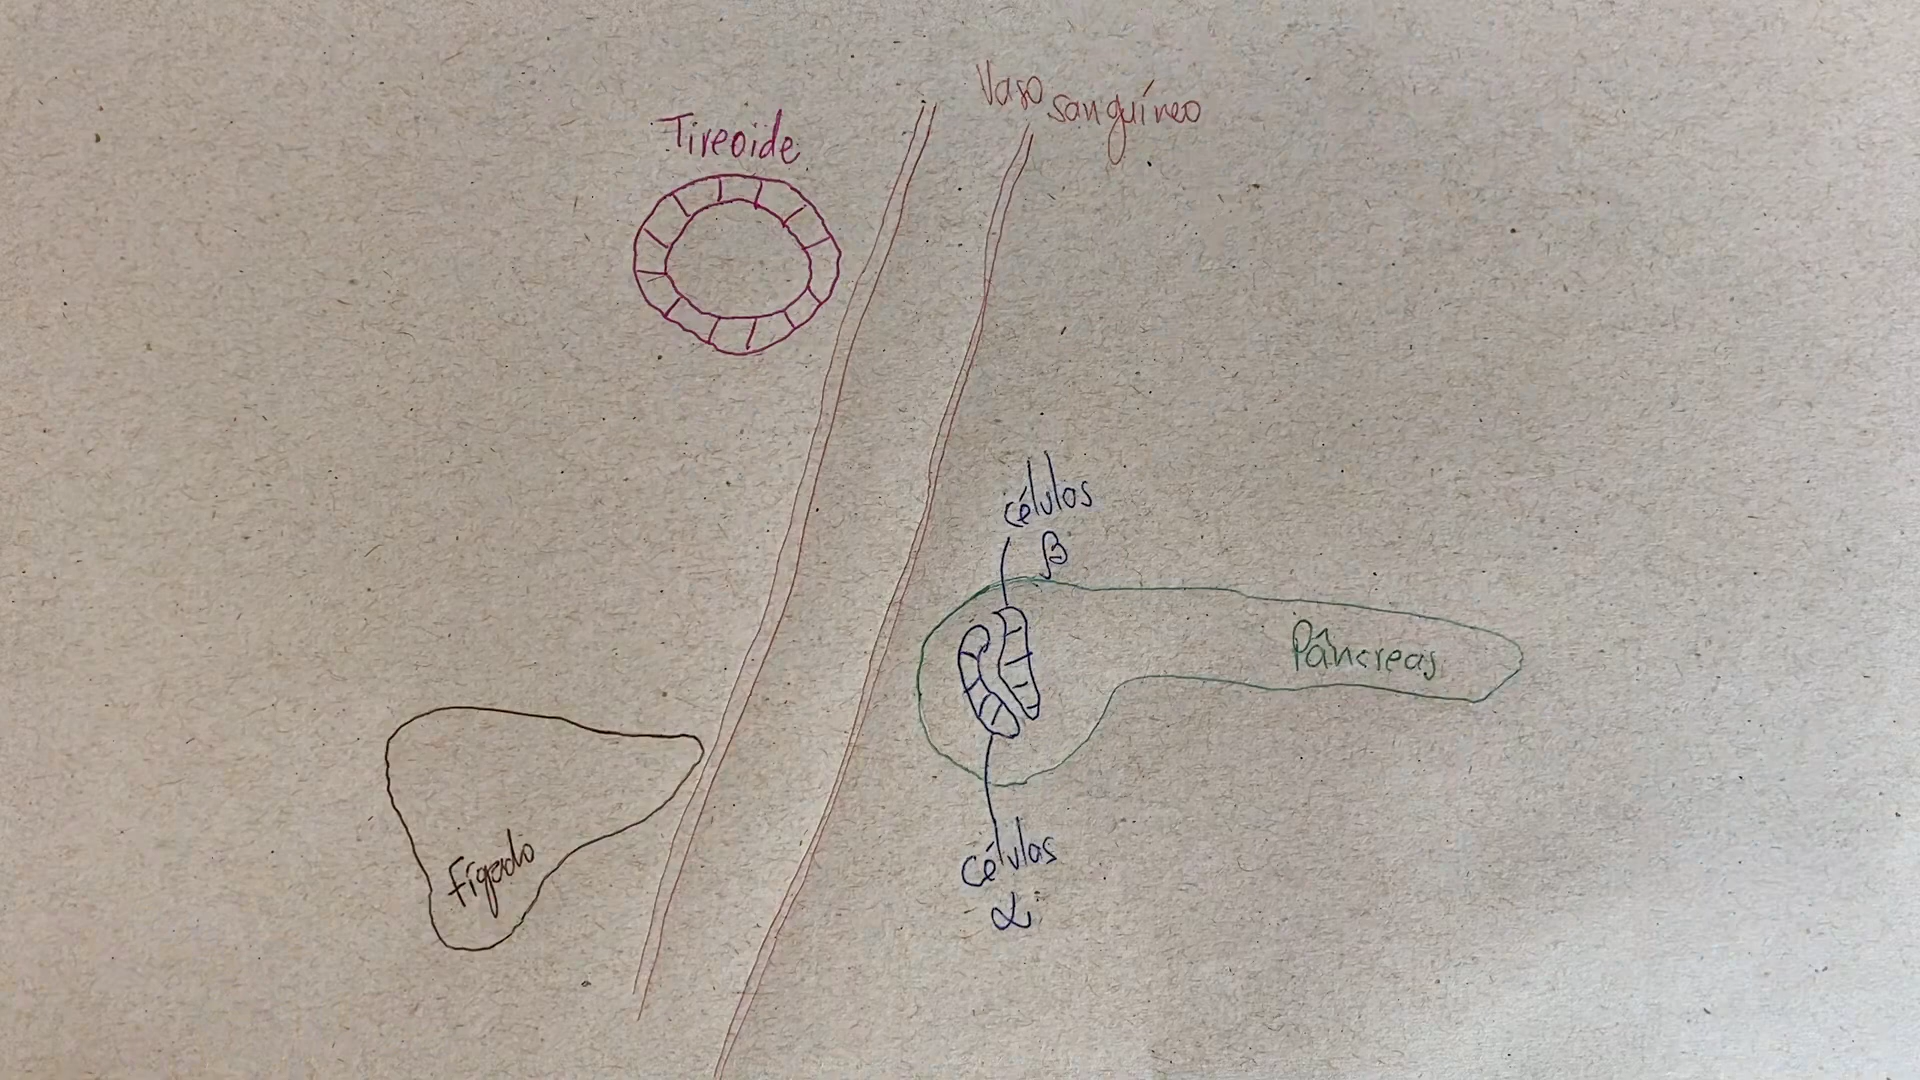 Vaso sanguíneo
Tireoide
células
β
Pâncreas
Fígado
células
α